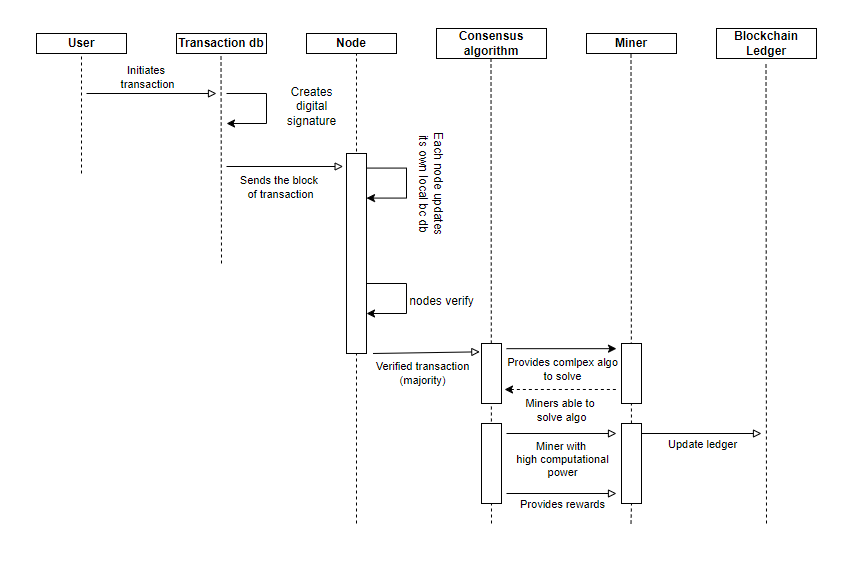 User
Transaction db
Node
Consensus
algorithm
Miner
Blockchain
Ledger
Initiates
transaction
Creates
digital
signature
Each node updates
its own local bc db
Sends the block
of transaction
nodes verify
Verified transaction
(majority)
Provides comlpex algo
to solve
Miners able to
solve algo
Miner with
high computational
power
Update ledger
Provides rewards